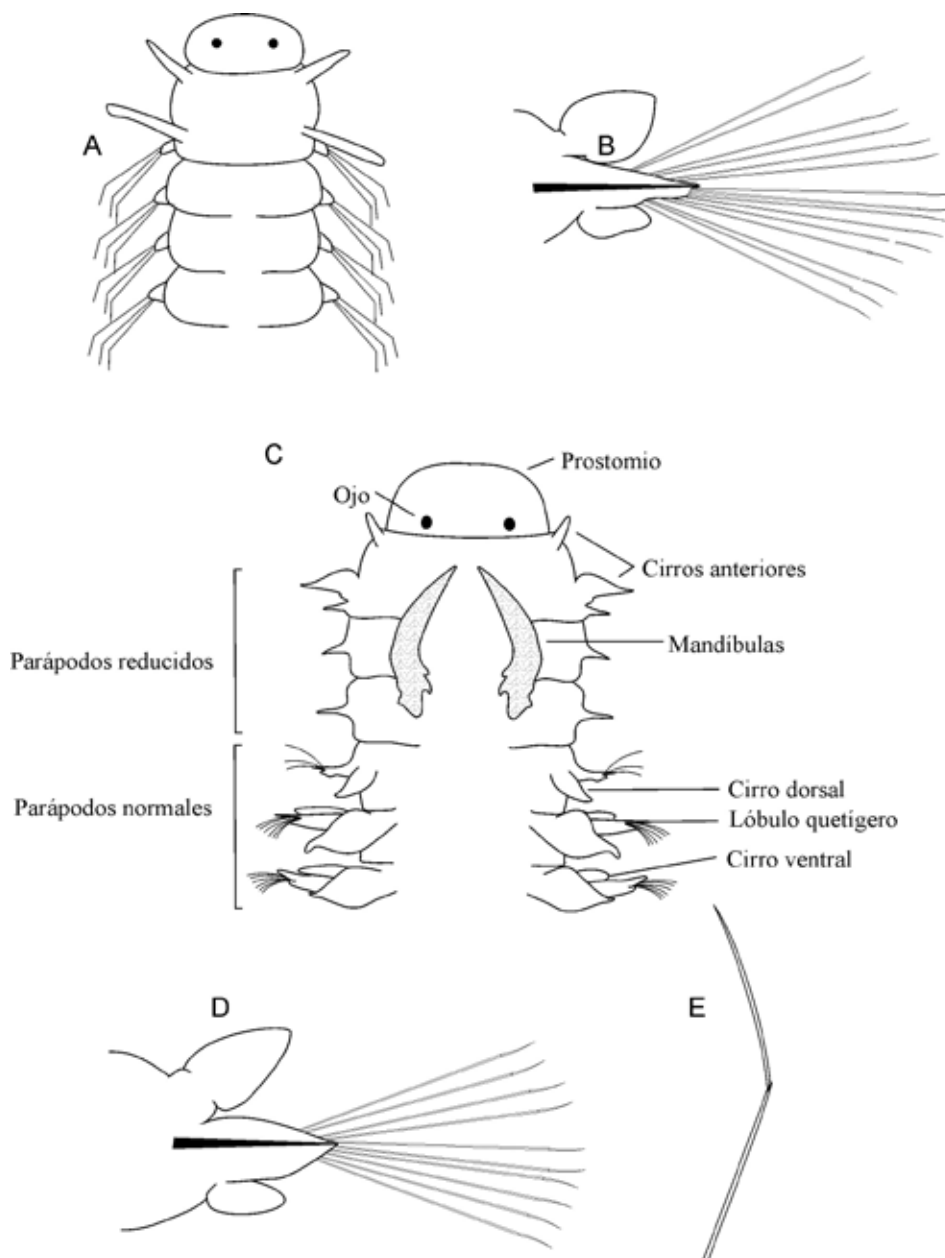 A
B
C
Prostomio
Ojo
Cirros anteriores
Parápodos reducidos
Mandíbulas
Parápodos normales
Cirro dorsal
Lóbulo quetígero
Cirro ventral
D
E